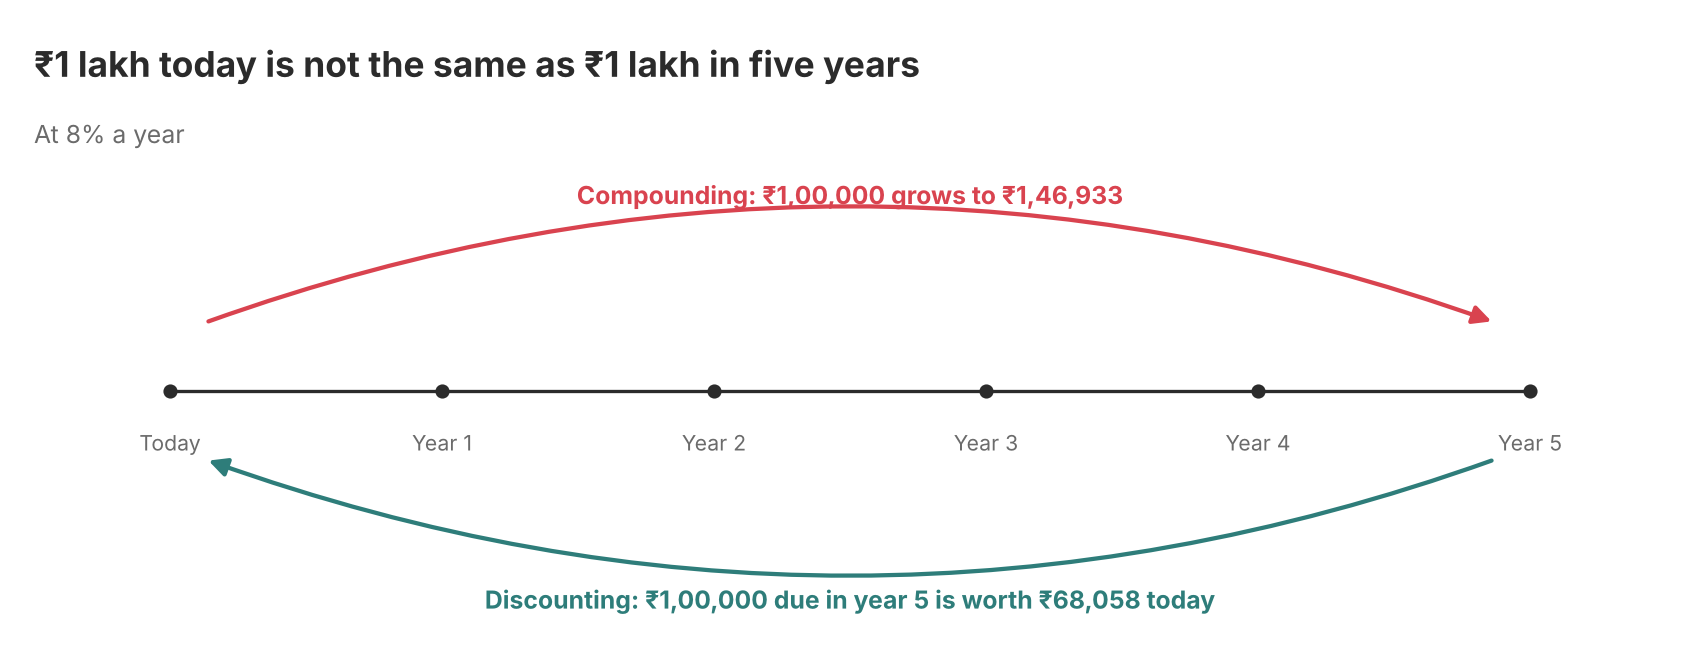 ₹1 lakh today is not the same as ₹1 lakh in five years
At 8% a year
Compounding: ₹1,00,000 grows to ₹1,46,933
Today Year 1 Year 2 Year 3 Year 4 Year 5
Discounting: ₹1,00,000 due in year 5 is worth ₹68,058 today